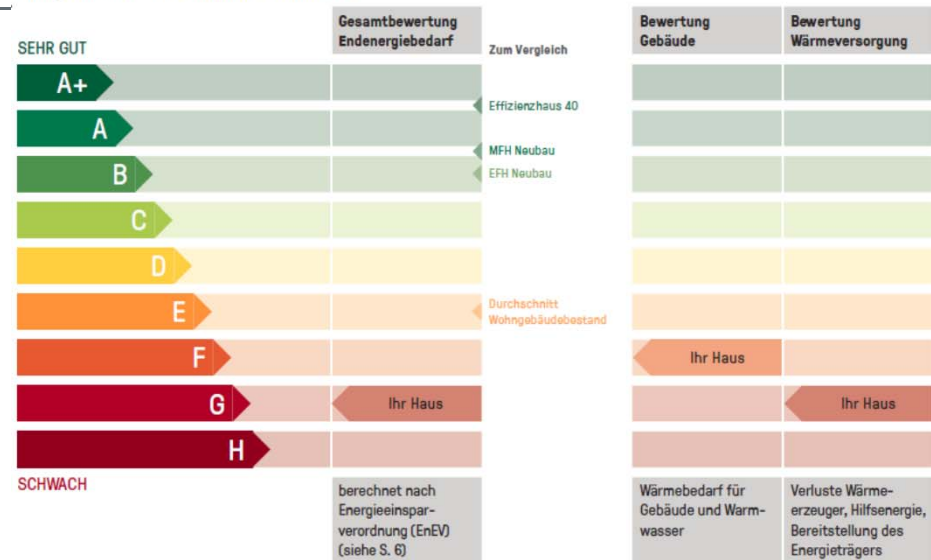 Gesamtbewertung
Endenergiebedarf
Bewertung
Gebäude
Bewertung
Wärmeversorgung
SEHR GUT
Zum Vergleich
A+
Effizienzhaus 40
A
MFH Neubau
B
EFH Neubau
C
D
E
Durchschnitt
Wohngebäudebestand
F
Ihr Haus
G
Ihr Haus
Ihr Haus
H
SCHWACH
berechnet nach
Energieeinspar-
verordnung (EnEV)
(siehe S. 6)
Wärmebedarf für
Gebäude und Warm-
wasser
Verluste Wärme-
erzeuger, Hilfsenergie,
Bereitstellung des
Energieträgers